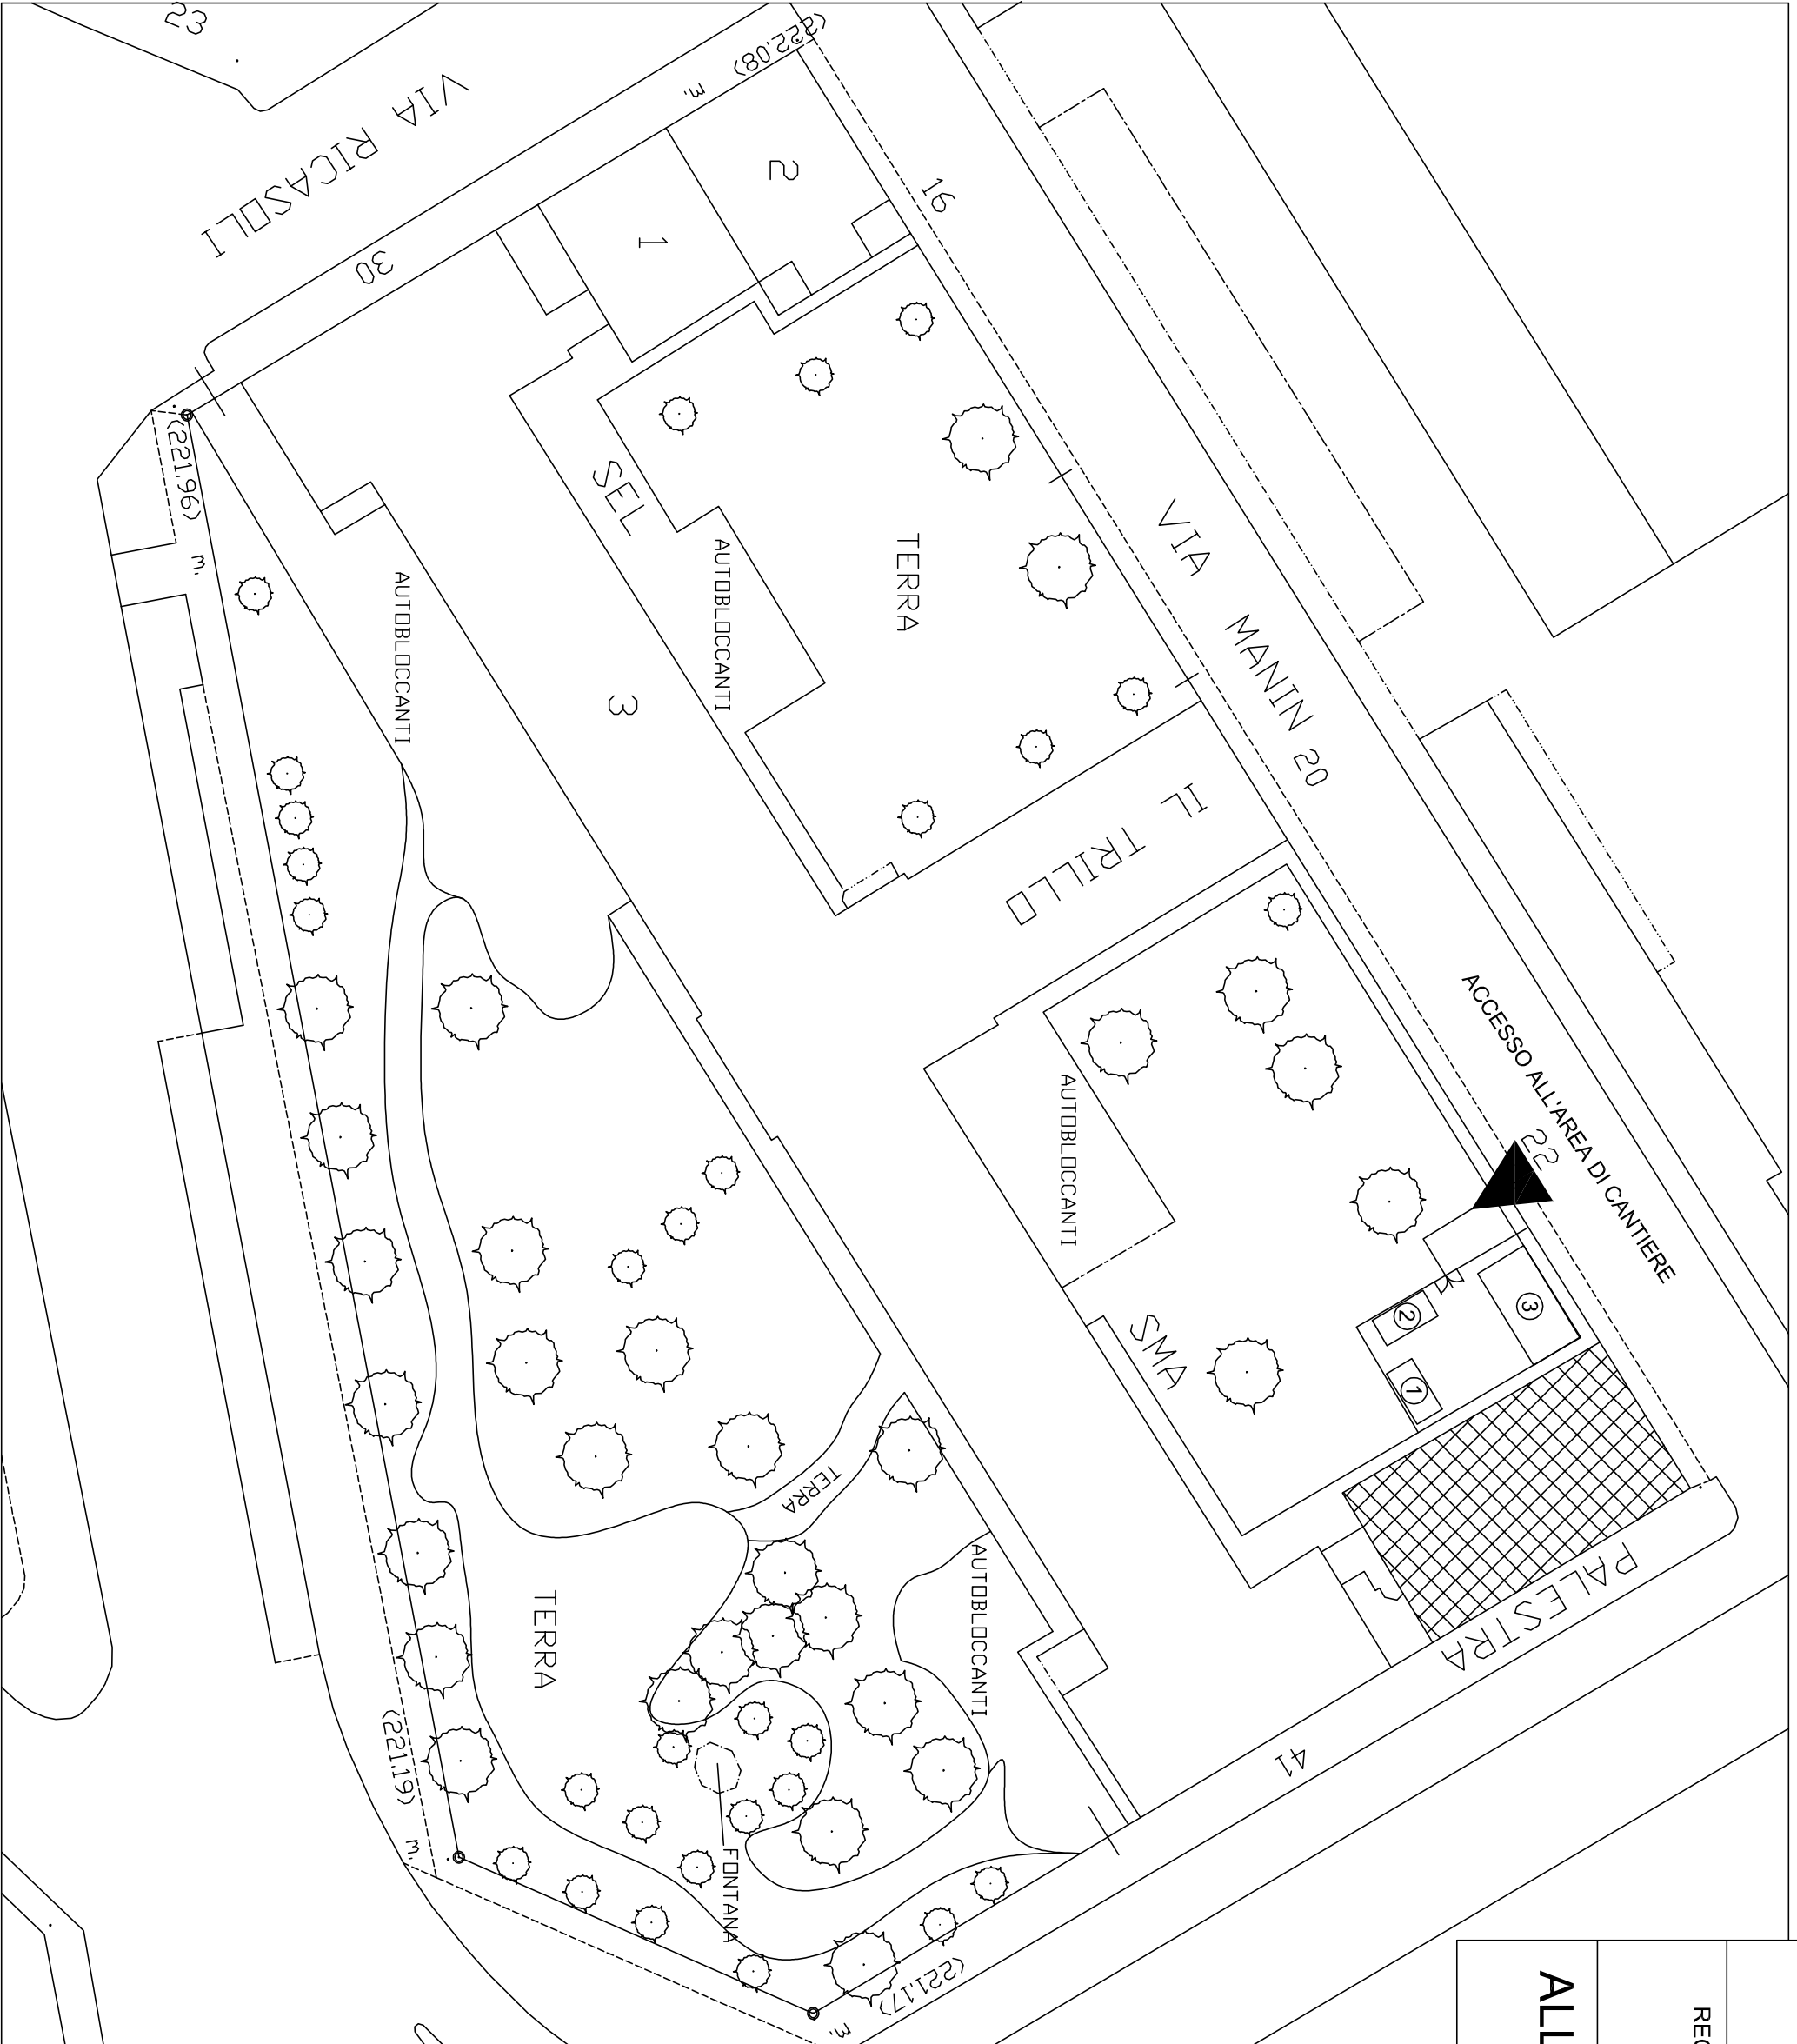 23
VIA RICASOLI
(222.08)
m.
30
2
1
16
(221.96)
m.
SEL
TERRA
AUTOBLOCCANTI
AUTOBLOCCANTI
3
VIA MANIN
20
IL TRILLO
ACCESSO ALL'AREA DI CANTIERE
22
AUTOBLOCCANTI
SMA
3
2
1
PALESTRA
TERRA
AUTOBLOCCANTI
TERRA
FONTANA
41
(221.19)
m.
(221.17)
m.